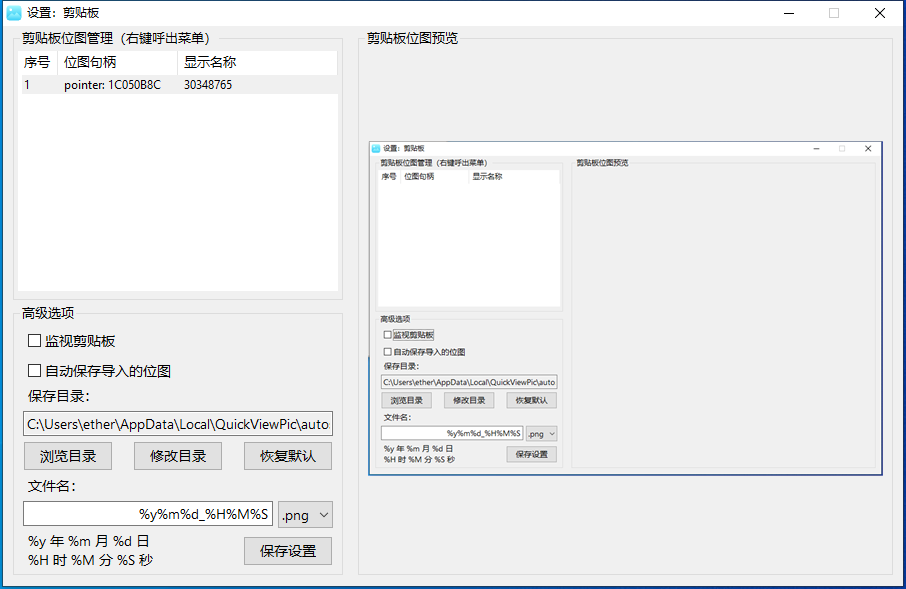 设置：剪贴板
剪贴板位图管理（右键呼出菜单）
序号 位图句柄 显示名称
1 pointer: 1C050B8C 30348765
高级选项
监视剪贴板
自动保存导入的位图
保存目录：
C:\Users\ether\AppData\Local\QuickViewPic\auto
浏览目录 修改目录 恢复默认
文件名：
%y%m%d_%H%M%S .png
%y 年 %m 月 %d 日
%H 时 %M 分 %S 秒
保存设置
剪贴板位图预览
设置：剪贴板
剪贴板位图管理（右键呼出菜单）
序号 位图句柄 显示名称
高级选项
监视剪贴板
自动保存导入的位图
保存目录：
C:\Users\ether\AppData\Local\QuickViewPic\auto
浏览目录 修改目录 恢复默认
文件名：
%y%m%d_%H%M%S .png
%y 年 %m 月 %d 日
%H 时 %M 分 %S 秒
保存设置
剪贴板位图预览